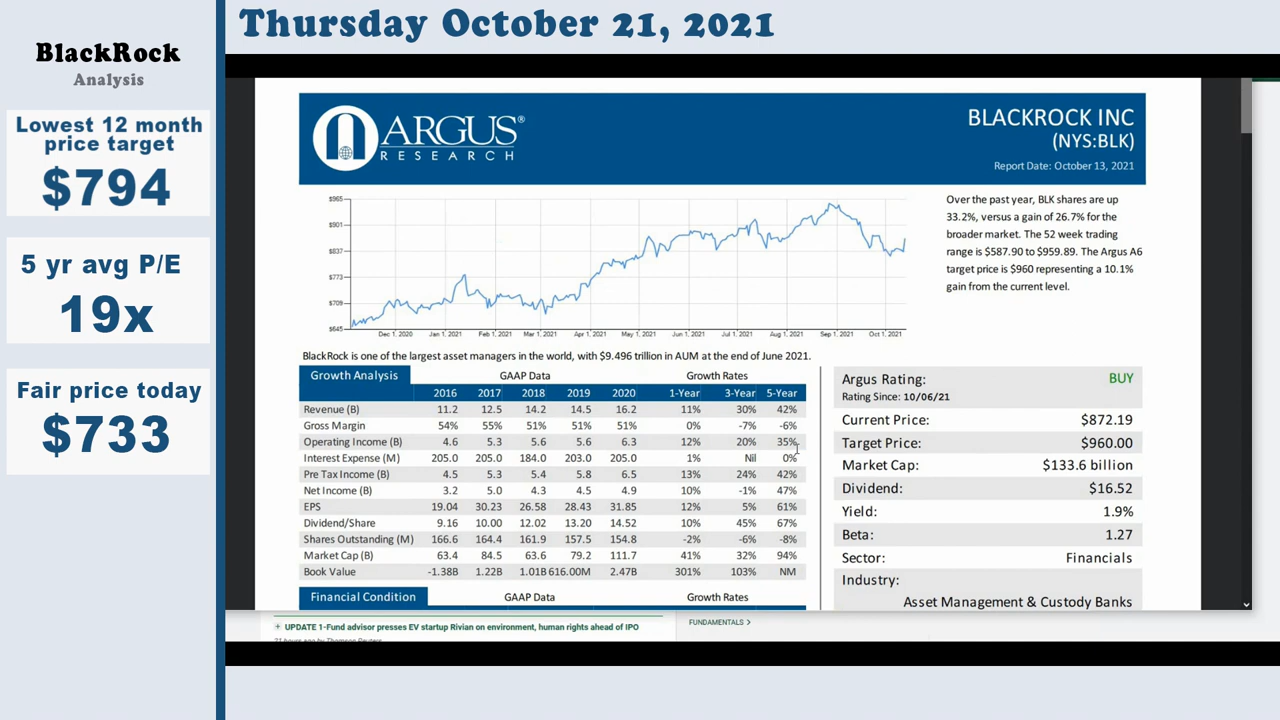 Thursday October 21, 2021
BlackRock
Analysis
Lowest 12 month
price target
$794
5 yr avg P/E
19x
Fair price today
$733
ARGUS®
RESEARCH
BLACKROCK INC
(NYS:BLK)
Report Date: October 13, 2021
$965
$901
$837
$773
$709
$645
Dec 1, 2020 Jan 1, 2021 Feb 1, 2021 Mar 1, 2021 Apr 1, 2021 May 1, 2021 Jun 1, 2021 Jul 1, 2021 Aug 1, 2021 Sep 1, 2021 Oct 1, 2021
Over the past year, BLK shares are up
33.2%, versus a gain of 26.7% for the
broader market. The 52 week trading
range is $587.90 to $959.89. The Argus A6
target price is $960 representing a 10.1%
gain from the current level.
BlackRock is one of the largest asset managers in the world, with $9.496 trillion in AUM at the end of June 2021.
Growth Analysis GAAP Data Growth Rates
2016 2017 2018 2019 2020 1-Year 3-Year 5-Year
Revenue (B) 11.2 12.5 14.2 14.5 16.2 11% 30% 42%
Gross Margin 54% 55% 51% 51% 51% 0% -7% -6%
Operating Income (B) 4.6 5.3 5.6 5.6 6.3 12% 20% 35%
Interest Expense (M) 205.0 205.0 184.0 203.0 205.0 1% Nil 0%
Pre Tax Income (B) 4.5 5.3 5.4 5.8 6.5 13% 24% 42%
Net Income (B) 3.2 5.0 4.3 4.5 4.9 10% -1% 47%
EPS 19.04 30.23 26.58 28.43 31.85 12% 5% 61%
Dividend/Share 9.16 10.00 12.02 13.20 14.52 10% 45% 67%
Shares Outstanding (M) 166.6 164.4 161.9 157.5 154.8 -2% -6% -8%
Market Cap (B) 63.4 84.5 63.6 79.2 111.7 41% 32% 94%
Book Value -1.38B 1.22B 1.01B 616.00M 2.47B 301% 103% NM
Financial Condition GAAP Data Growth Rates
Argus Rating: BUY
Rating Since: 10/06/21
Current Price: $872.19
Target Price: $960.00
Market Cap: $133.6 billion
Dividend: $16.52
Yield: 1.9%
Beta: 1.27
Sector: Financials
Industry:
Asset Management & Custody Banks
+ UPDATE 1-Fund advisor presses EV startup Rivian on environment, human rights ahead of IPO
21 hours ago by Thomson Reuters
FUNDAMENTALS >